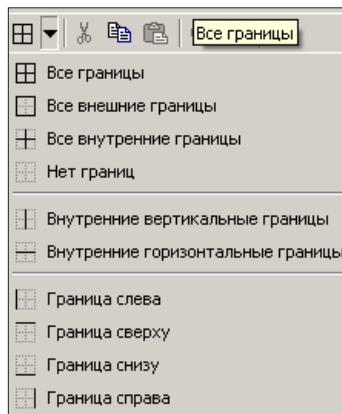 Все границы
Все границы
Все внешние границы
Все внутренние границы
Нет границ
Внутренние вертикальные границы
Внутренние горизонтальные границы
Граница слева
Граница сверху
Граница снизу
Граница справа